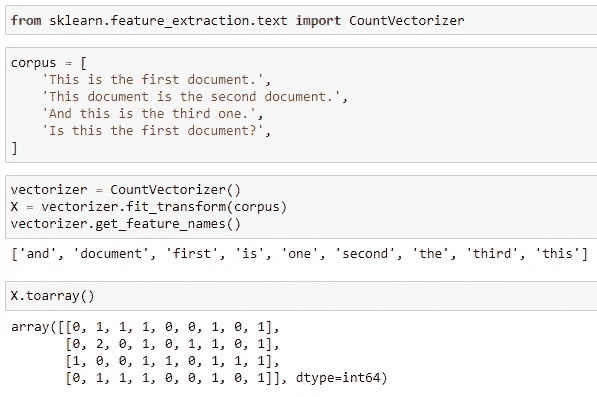 from sklearn.feature_extraction.text import CountVectorizer
corpus = [
    'This is the first document.',
    'This document is the second document.',
    'And this is the third one.',
    'Is this the first document?',
]
vectorizer = CountVectorizer()
X = vectorizer.fit_transform(corpus)
vectorizer.get_feature_names()
['and', 'document', 'first', 'is', 'one', 'second', 'the', 'third', 'this']
X.toarray()
array([[0, 1, 1, 1, 0, 0, 1, 0, 1],
       [0, 2, 0, 1, 0, 1, 1, 0, 1],
       [1, 0, 0, 1, 1, 0, 1, 1, 1],
       [0, 1, 1, 1, 0, 0, 1, 0, 1]], dtype=int64)